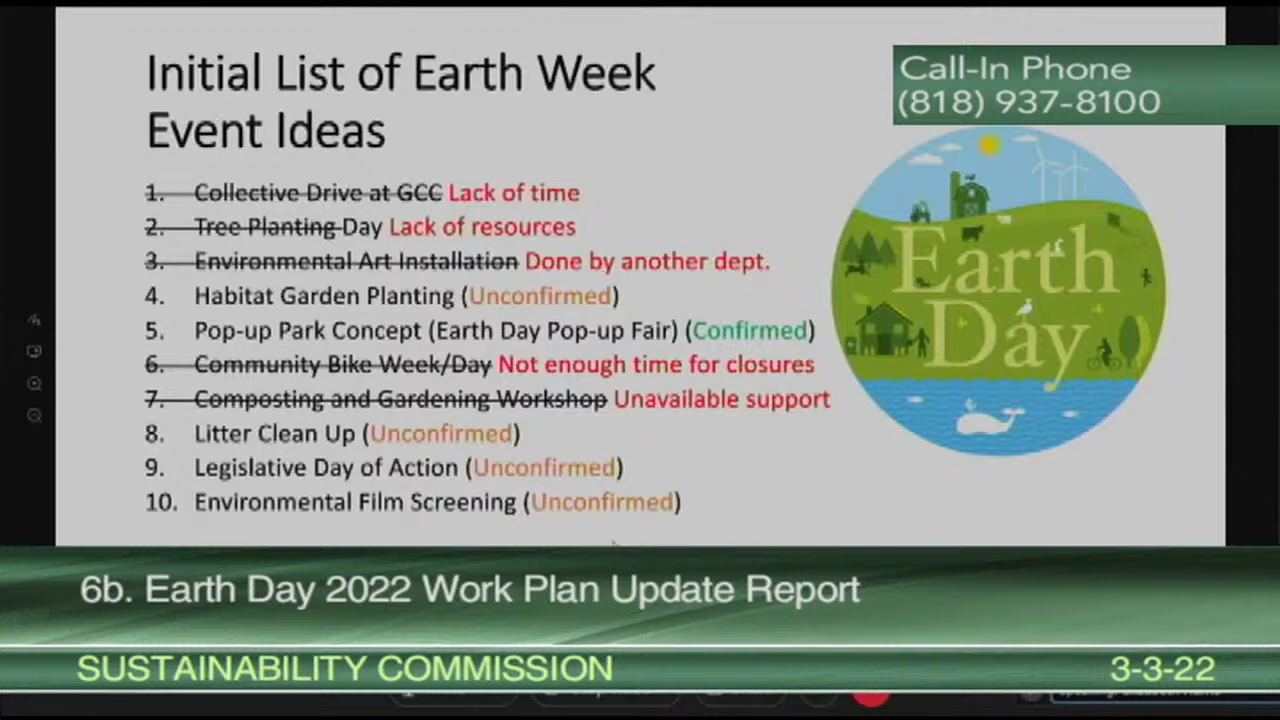 Initial List of Earth Week
Event Ideas
Call-In Phone
(818) 937-8100
1. Collective Drive at GCC Lack of time
2. Tree Planting Day Lack of resources
3. Environmental Art Installation Done by another dept.
4. Habitat Garden Planting (Unconfirmed)
5. Pop-up Park Concept (Earth Day Pop-up Fair) (Confirmed)
6. Community Bike Week/Day Not enough time for closures
7. Composting and Gardening Workshop Unavailable support
8. Litter Clean Up (Unconfirmed)
9. Legislative Day of Action (Unconfirmed)
10. Environmental Film Screening (Unconfirmed)
Earth
Day
6b. Earth Day 2022 Work Plan Update Report
SUSTAINABILITY COMMISSION
3-3-22